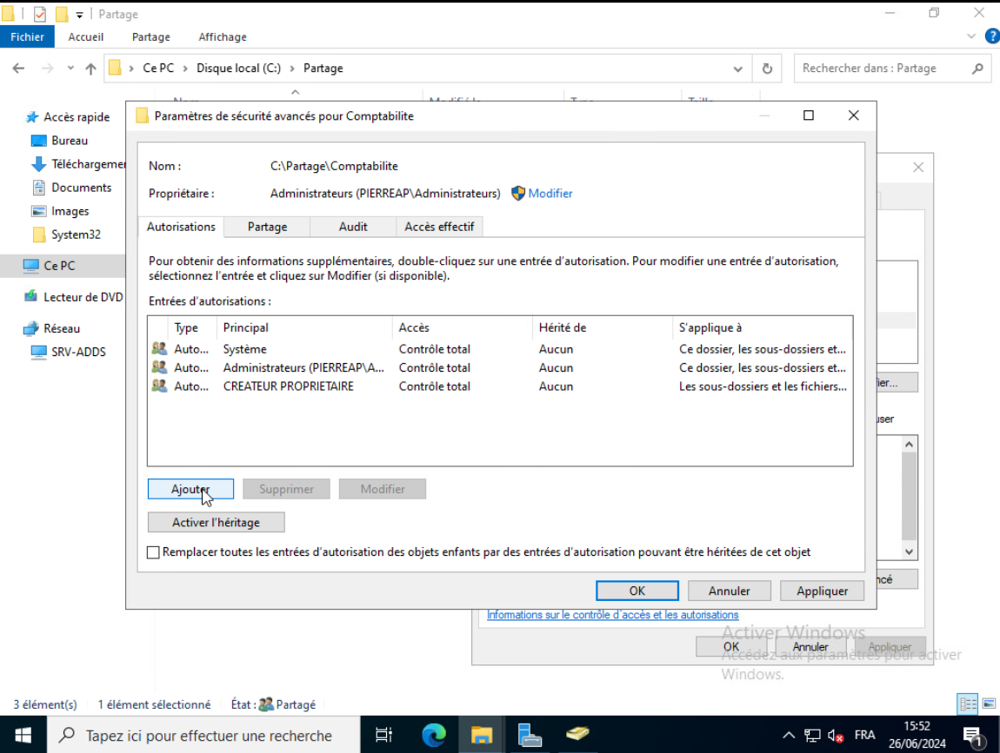 Partage
Fichier Accueil Partage Affichage
Ce PC Disque local (C:) Partage
Rechercher dans : Partage
Accès rapide
Bureau
Documents
Images
System32
Ce PC
Lecteur de DVD
Réseau
SRV-ADDS
Paramètres de sécurité avancés pour Comptabilite
Nom : C:\Partage\Comptabilite
Propriétaire : Administrateurs (PIERREAP\Administrateurs) Modifier
Autorisations Partage Audit Accès effectif
Pour obtenir des informations supplémentaires, double-cliquez sur une entrée d'autorisation. Pour modifier une entrée d'autorisation,
sélectionnez l'entrée et cliquez sur Modifier (si disponible).
Entrées d'autorisations :
Type Principal Accès Hérité de S'applique à
Auto... Système Contrôle total Aucun Ce dossier, les sous-dossiers et...
Auto... Administrateurs (PIERREAP\A... Contrôle total Aucun Ce dossier, les sous-dossiers et...
Auto... CREATEUR PROPRIETAIRE Contrôle total Aucun Les sous-dossiers et les fichiers...
Ajouter Supprimer Modifier
Activer l'héritage
Remplacer toutes les entrées d'autorisation des objets enfants par des entrées d'autorisation pouvant être héritées de cet objet
OK Annuler Appliquer
Informations sur le contrôle d'accès et les autorisations
OK Annuler Appliquer
Activer Windows
Accédez aux paramètres pour activer
Windows.
3 élément(s) 1 élément sélectionné État : Partagé
Tapez ici pour effectuer une recherche
FRA
15:52
26/06/2024
1